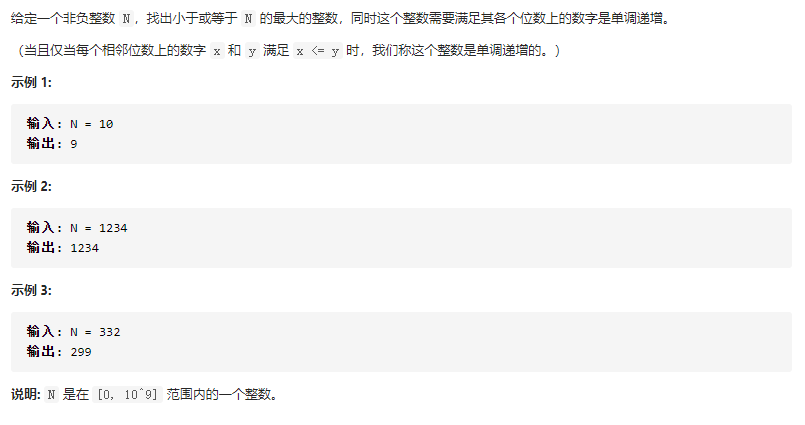 给定一个非负整数 N，找出小于或等于 N 的最大的整数，同时这个整数需要满足其各个位数上的数字是单调递增。
（当且仅当每个相邻位数上的数字 x 和 y 满足 x <= y 时，我们称这个整数是单调递增的。）
示例 1:
输入: N = 10
输出: 9
示例 2:
输入: N = 1234
输出: 1234
示例 3:
输入: N = 332
输出: 299
说明: N 是在 [0, 10^9] 范围内的一个整数。